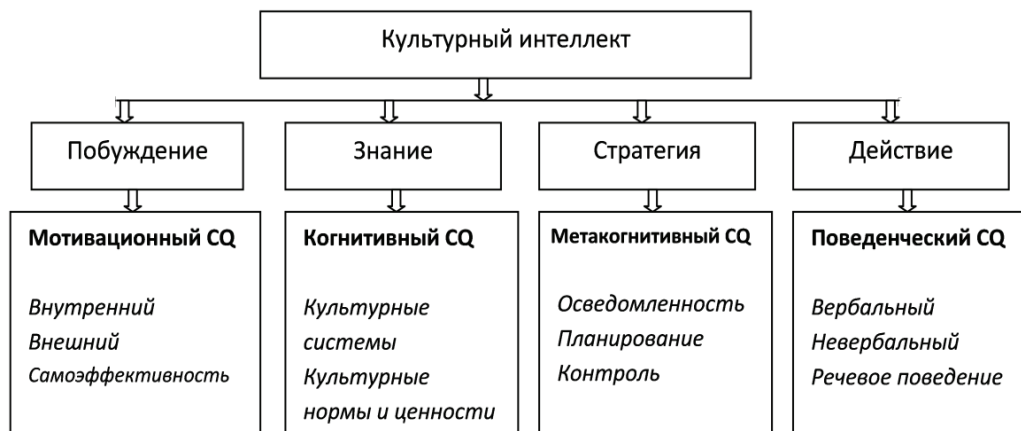 Культурный интеллект
Побуждение
Знание
Стратегия
Действие
Мотивационный CQ
Внутренний
Внешний
Самоэффективность
Когнитивный CQ
Культурные
системы
Культурные
нормы и ценности
Метакогнитивный CQ
Осведомленность
Планирование
Контроль
Поведенческий CQ
Вербальный
Невербальный
Речевое поведение